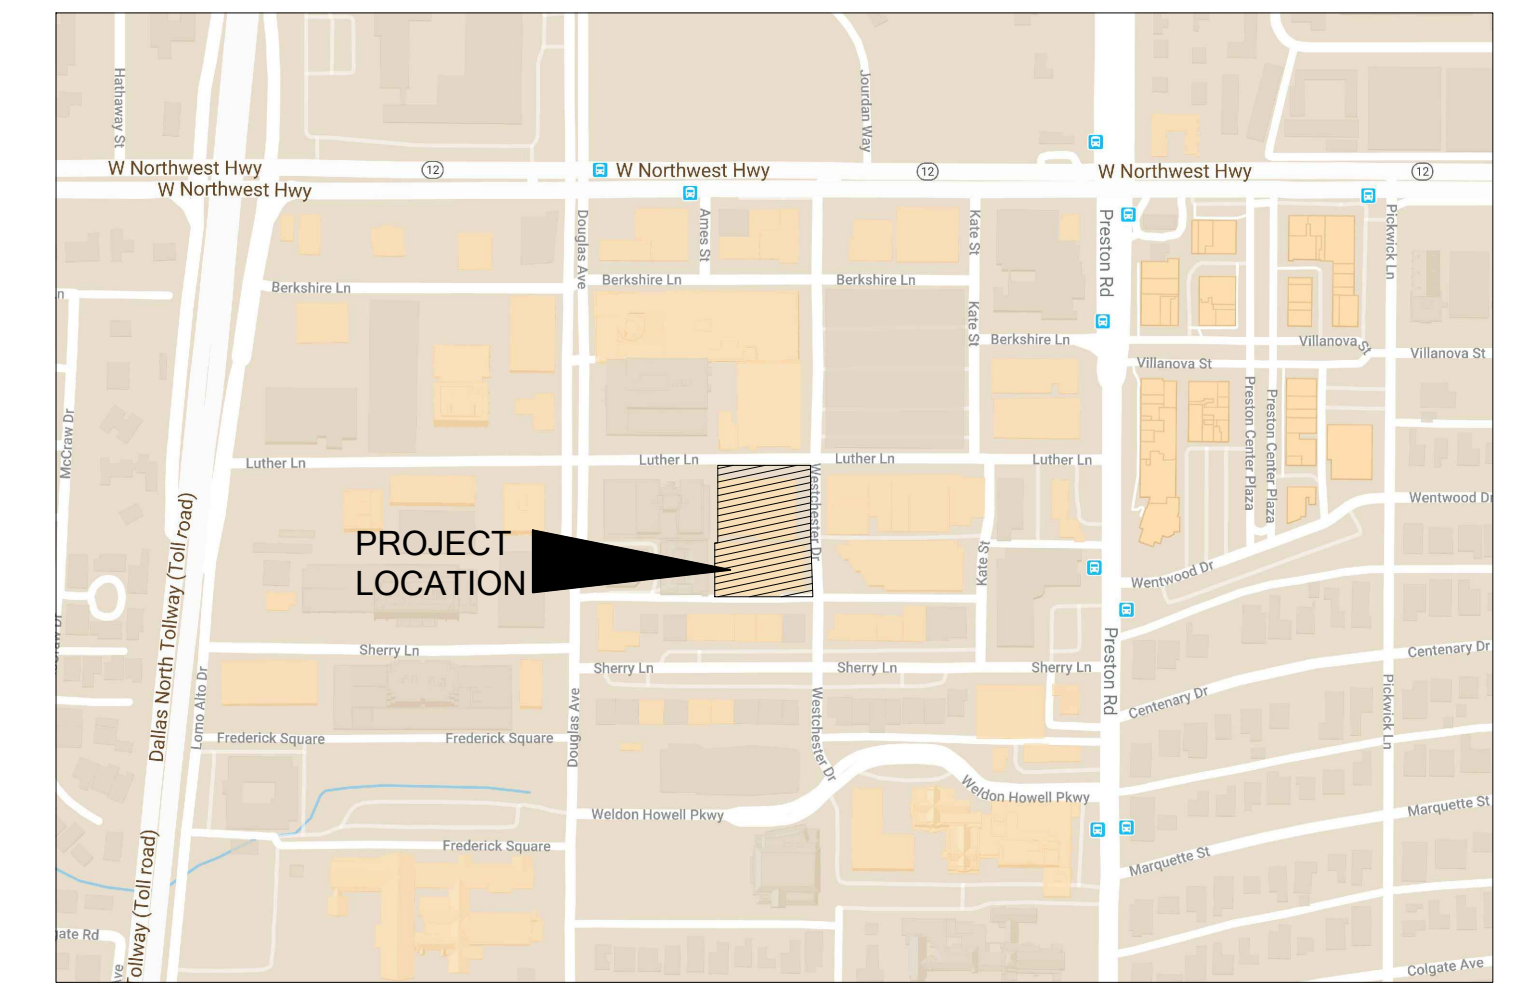 Hathaway St
Jourdan Way
W Northwest Hwy
12
W Northwest Hwy
12
W Northwest Hwy
12
W Northwest Hwy
Douglas Ave
Ames St
Kate St
Preston Rd
Pickwick Ln
Berkshire Ln
Berkshire Ln
Berkshire Ln
Kate St
Berkshire Ln
Villanova St
Villanova St
Villanova St
McCraw Dr
Preston Center Plaza
Preston Center Plaza
Luther Ln
Luther Ln
Luther Ln
Luther Ln
Westchester Dr
Wentwood Dr
PROJECT
LOCATION
Kate St
Wentwood Dr
Dallas North Tollway (Toll road)
Sherry Ln
Sherry Ln
Sherry Ln
Sherry Ln
Preston Rd
Centenary Dr
Lomo Alto Dr
Douglas Ave
Westchester Dr
Centenary Dr
Pickwick Ln
Frederick Square
Frederick Square
Weldon Howell Pkwy
Weldon Howell Pkwy
Marquette St
Frederick Square
Marquette St
ollway (Toll road)
gate Rd
Colgate Ave